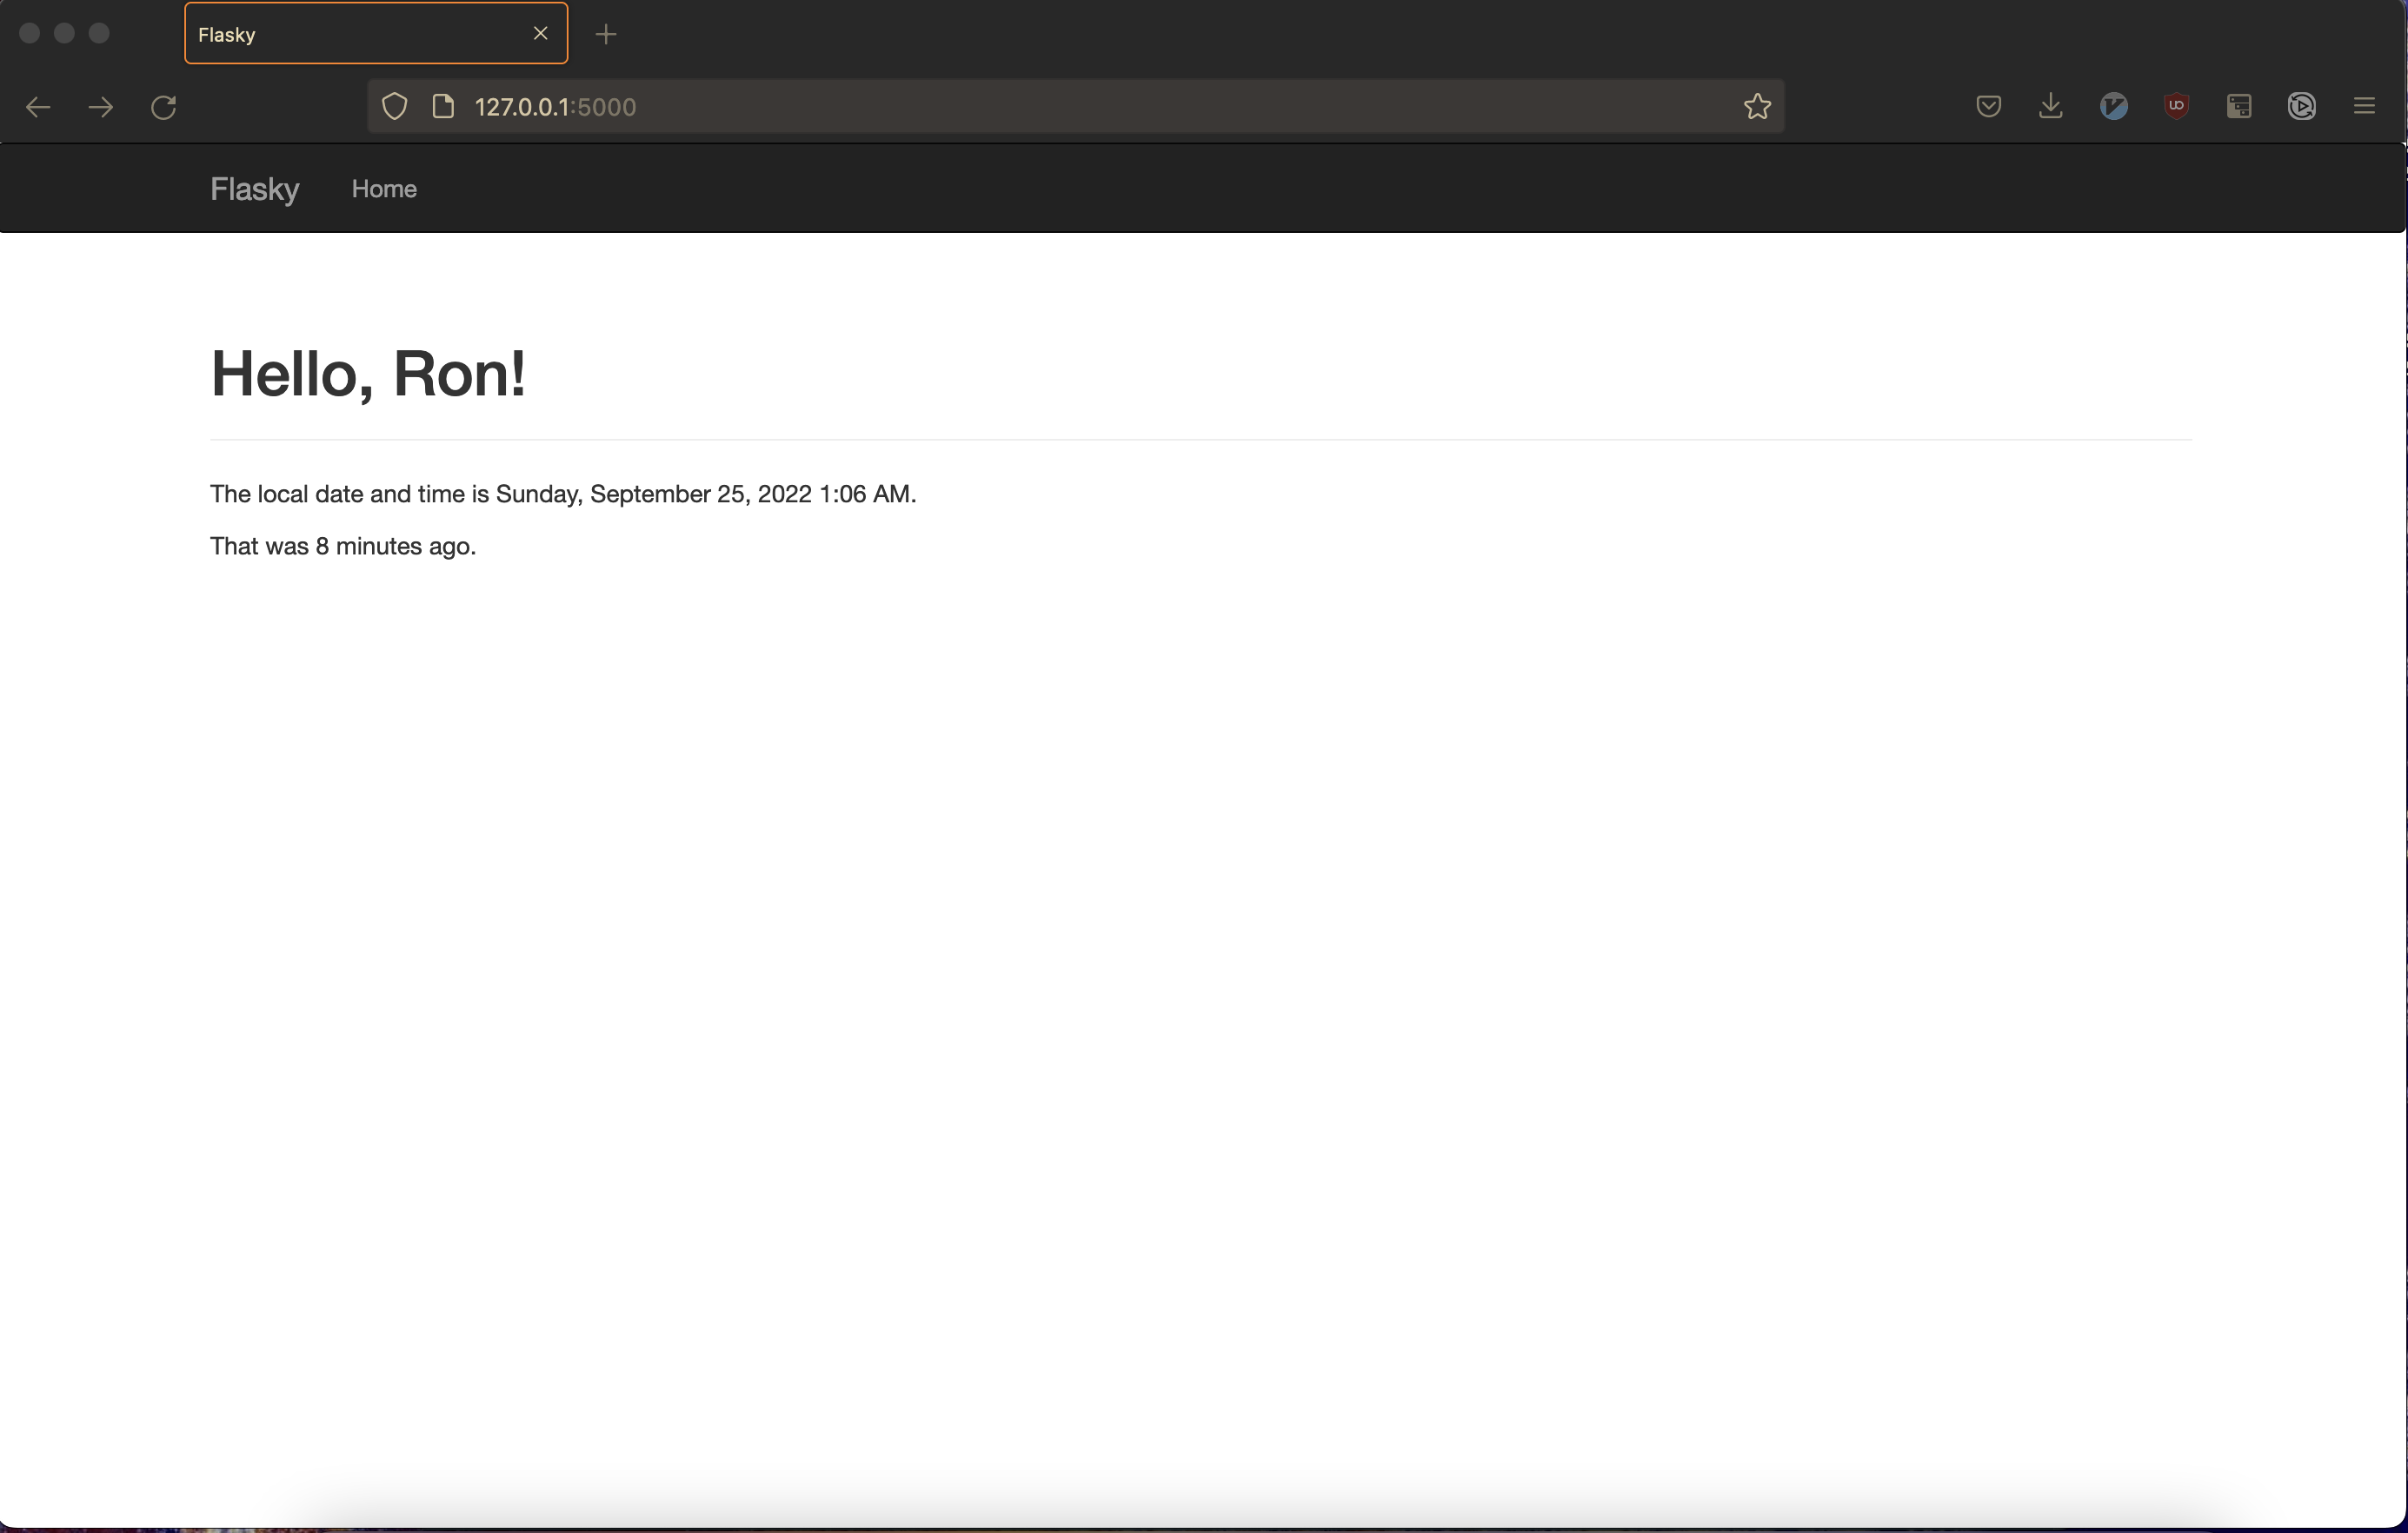 Flasky
127.0.0.1:5000
Flasky Home
Hello, Ron!
The local date and time is Sunday, September 25, 2022 1:06 AM.
That was 8 minutes ago.